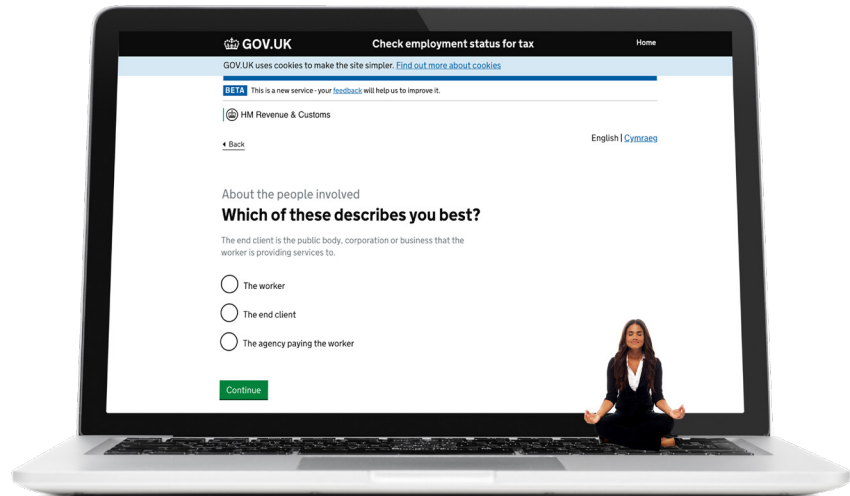 GOV.UK
Check employment status for tax
Home
GOV.UK uses cookies to make the site simpler. Find out more about cookies
BETA This is a new service - your feedback will help us to improve it.
HM Revenue & Customs
Back
English | Cymraeg
About the people involved
Which of these describes you best?
The end client is the public body, corporation or business that the
worker is providing services to.
The worker
The end client
The agency paying the worker
Continue